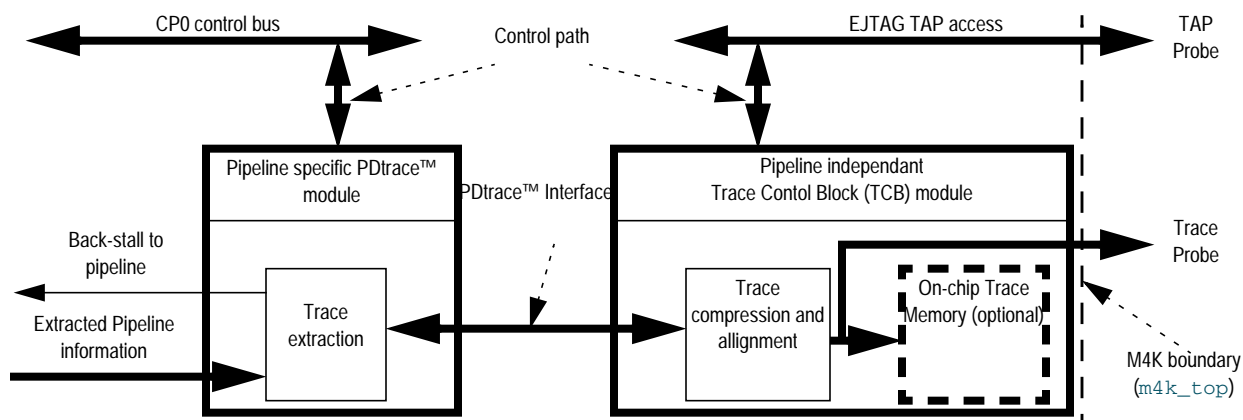 CP0 control bus
Control path
EJTAG TAP access
TAP
Probe
Pipeline specific PDtrace™
module
PDtrace™ Interface
Pipeline independant
Trace Contol Block (TCB) module
Back-stall to
pipeline
Trace
Probe
Extracted Pipeline
information
Trace
extraction
Trace
compression and
allignment
On-chip Trace
Memory (optional)
M4K boundary
(m4k_top)